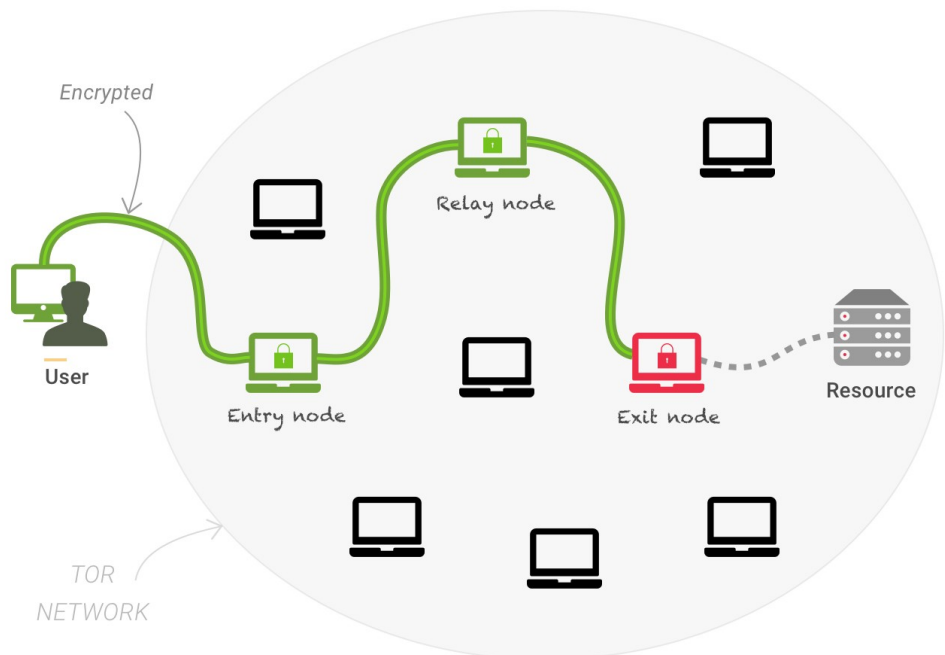 Encrypted
Relay node
User
Entry node
Exit node
Resource
TOR
NETWORK